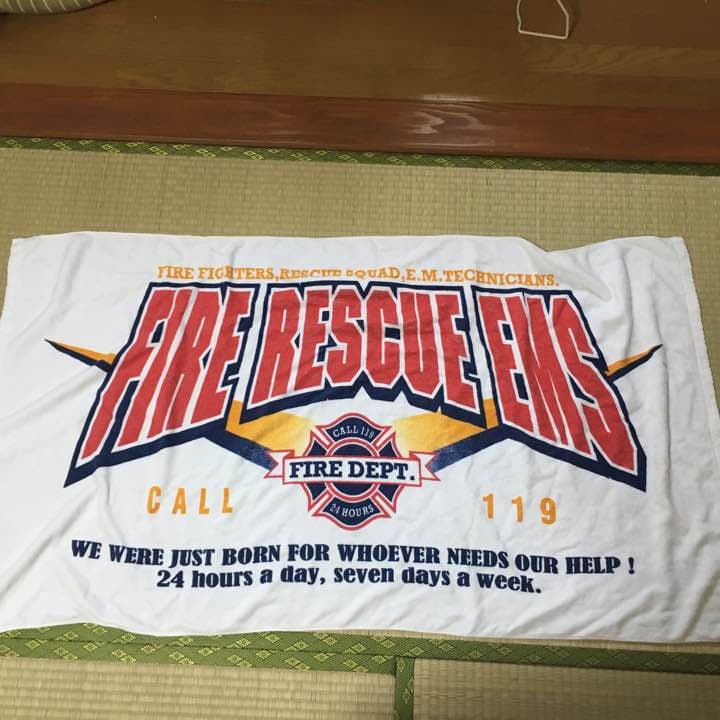 FIRE FIGHTERS,RESCUE SQUAD,E.M.TECHNICIANS.
FIRE RESCUE EMS
CALL 119
FIRE DEPT.
24 HOURS
CALL 119
WE WERE JUST BORN FOR WHOEVER NEEDS OUR HELP !
24 hours a day, seven days a week.